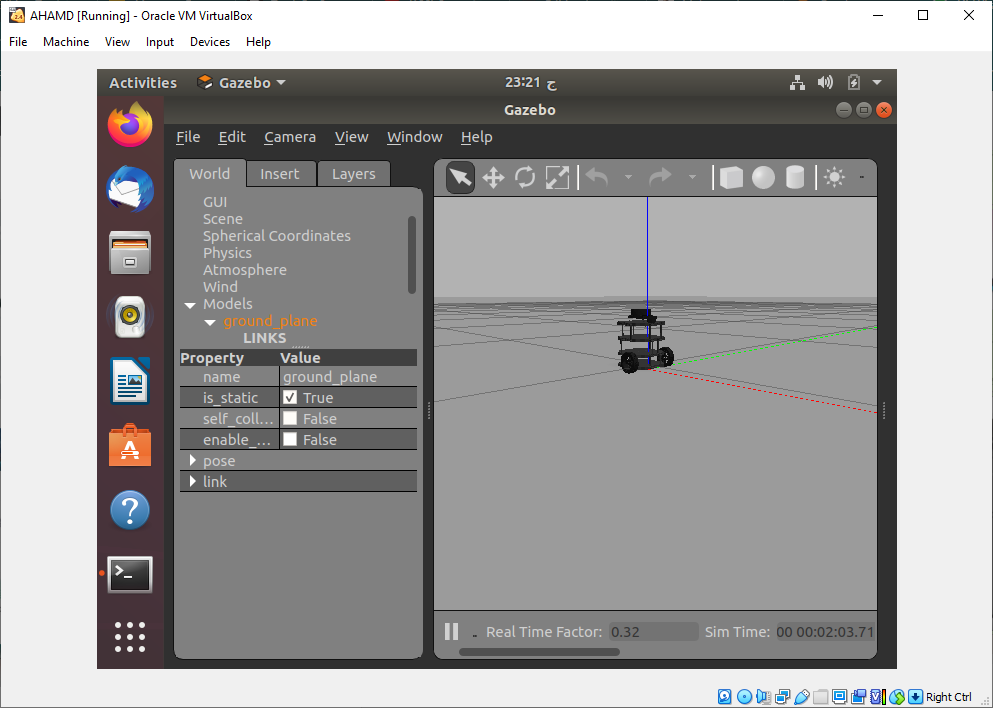 AHAMD [Running] - Oracle VM VirtualBox
File Machine View Input Devices Help
Activities Gazebo 23:21 ح
Gazebo
File Edit Camera View Window Help
World Insert Layers
GUI
Scene
Spherical Coordinates
Physics
Atmosphere
Wind
Models
ground_plane
LINKS
Property Value
name ground_plane
is_static True
self_coll... False
enable_... False
pose
link
Real Time Factor: 0.32 Sim Time: 00 00:02:03.71
Right Ctrl